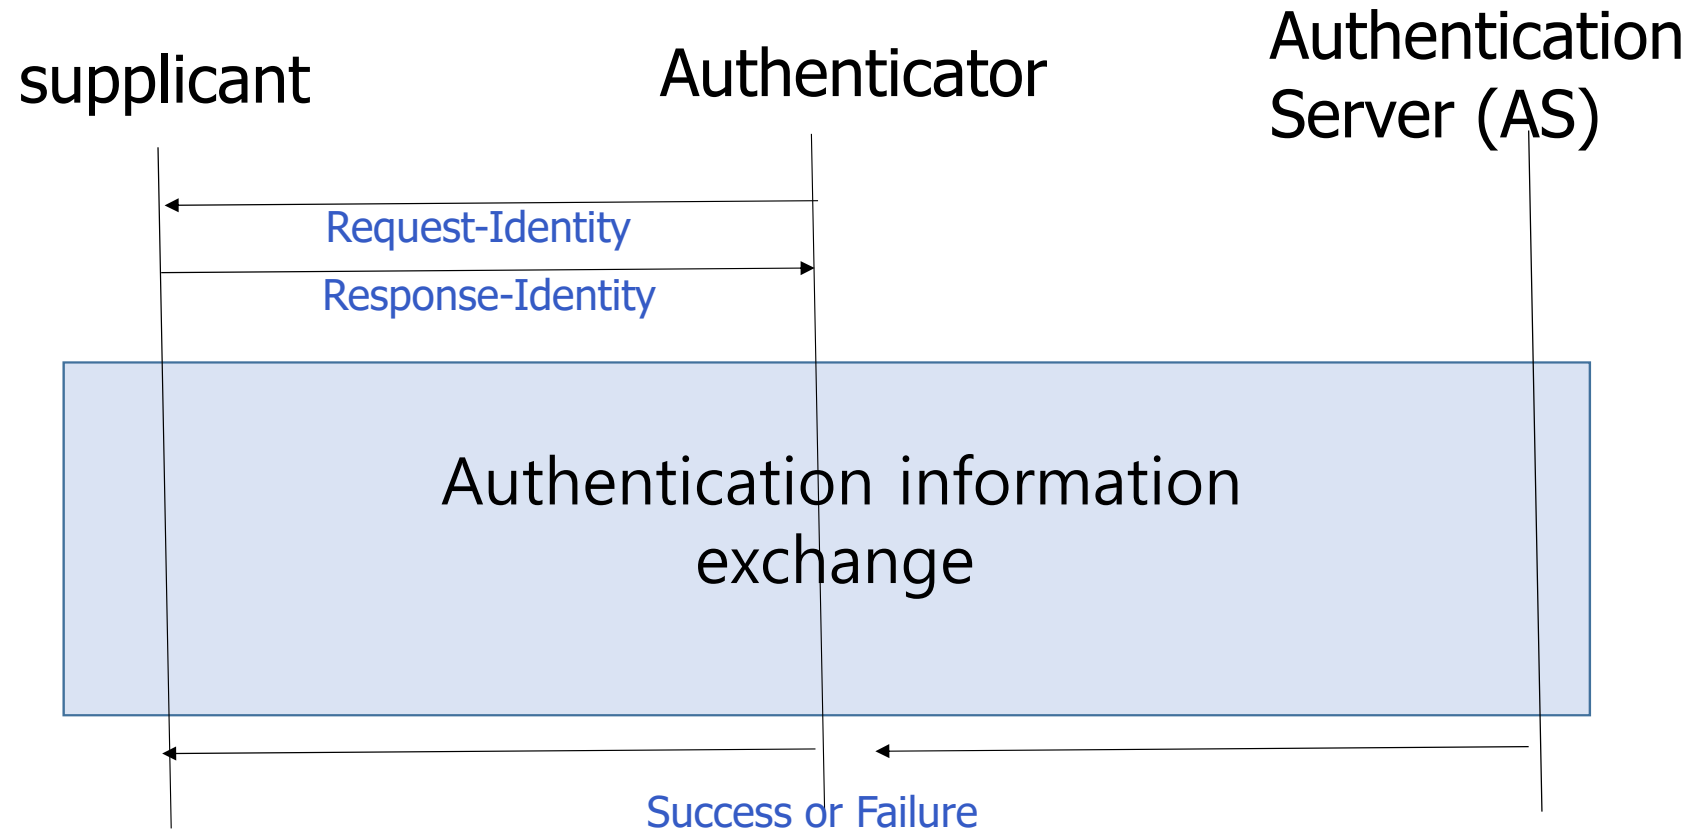 supplicant
Authenticator
Authentication
Server (AS)
Request-Identity
Response-Identity
Authentication information
exchange
Success or Failure